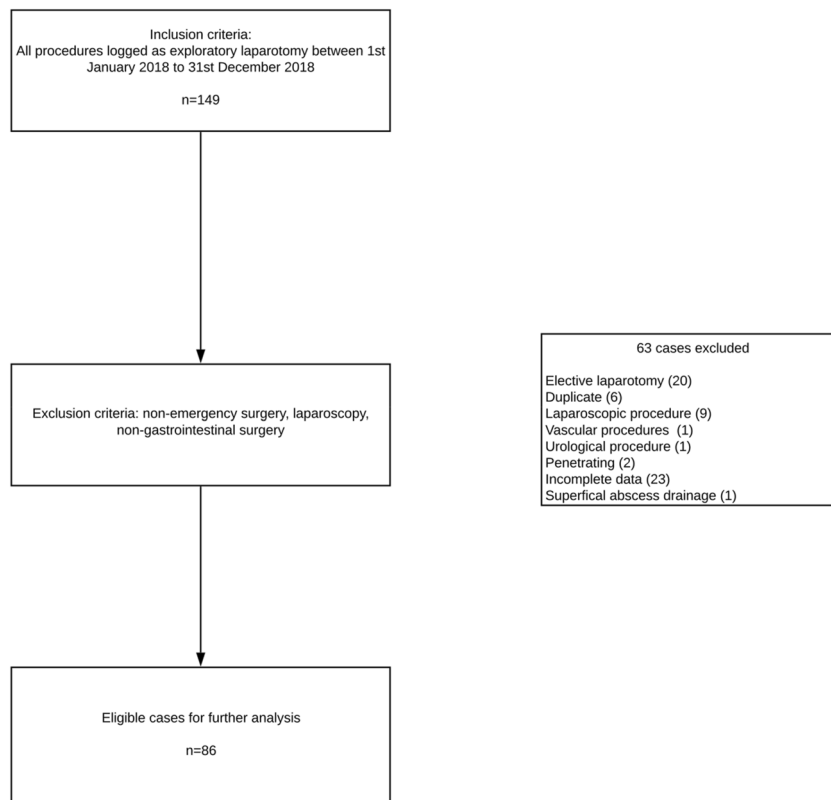 Inclusion criteria:
All procedures logged as exploratory laparotomy between 1st
January 2018 to 31st December 2018
n=149
Exclusion criteria: non-emergency surgery, laparoscopy,
non-gastrointestinal surgery
63 cases excluded
Elective laparotomy (20)
Duplicate (6)
Laparoscopic procedure (9)
Vascular procedures  (1)
Urological procedure (1)
Penetrating (2)
Incomplete data (23)
Superfical abscess drainage (1)
Eligible cases for further analysis
n=86